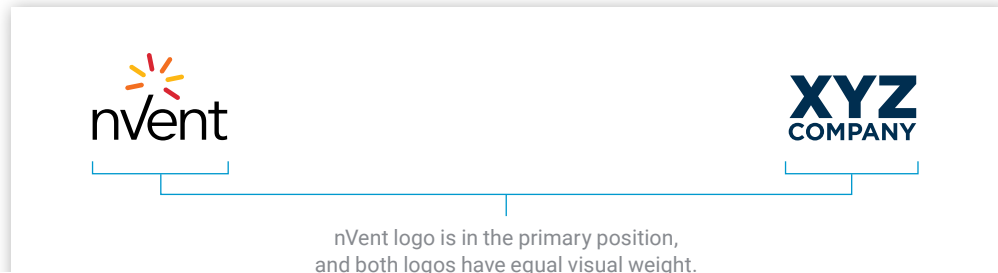 nVent
XYZ
COMPANY
nVent logo is in the primary position,
and both logos have equal visual weight.